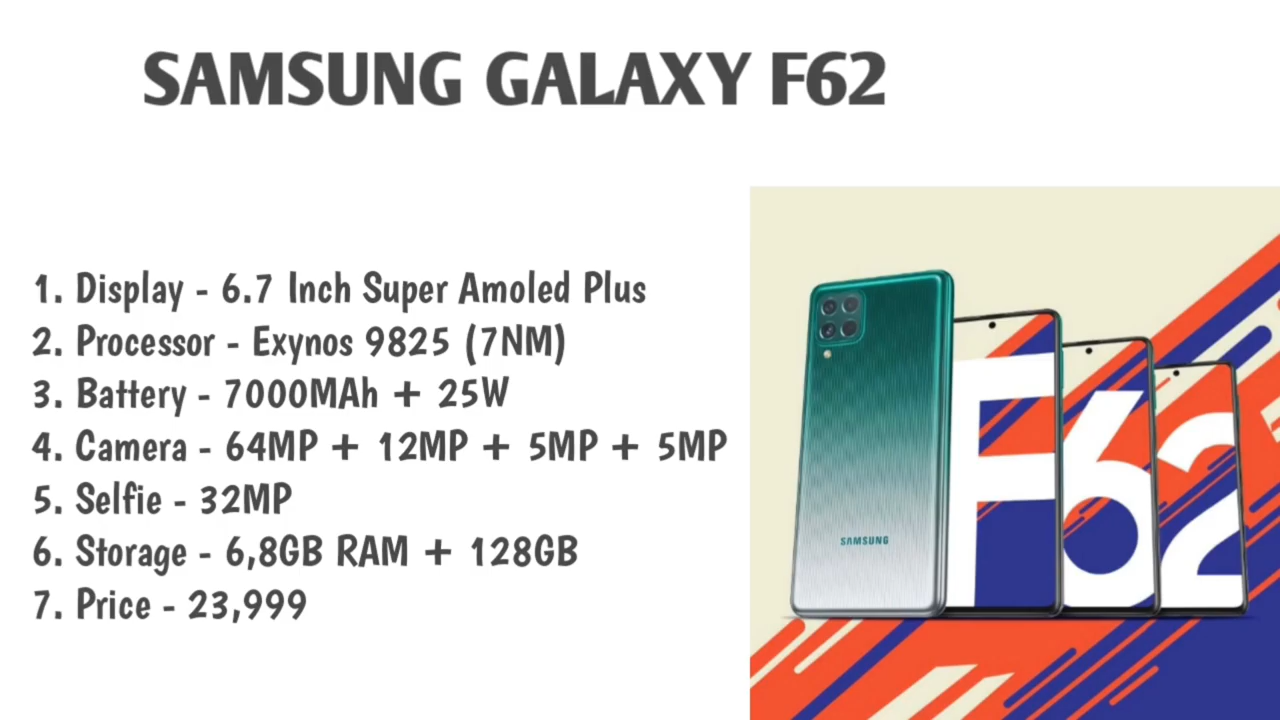 SAMSUNG GALAXY F62
1. Display - 6.7 Inch Super Amoled Plus
2. Processor - Exynos 9825 (7NM)
3. Battery - 7000MAh + 25W
4. Camera - 64MP + 12MP + 5MP + 5MP
5. Selfie - 32MP
6. Storage - 6,8GB RAM + 128GB
7. Price - 23,999
SAMSUNG
F62